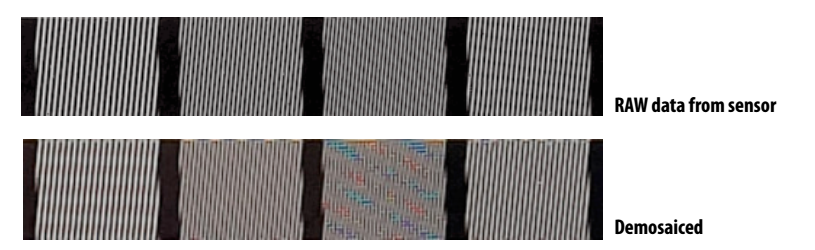 RAW data from sensor
Demosaiced